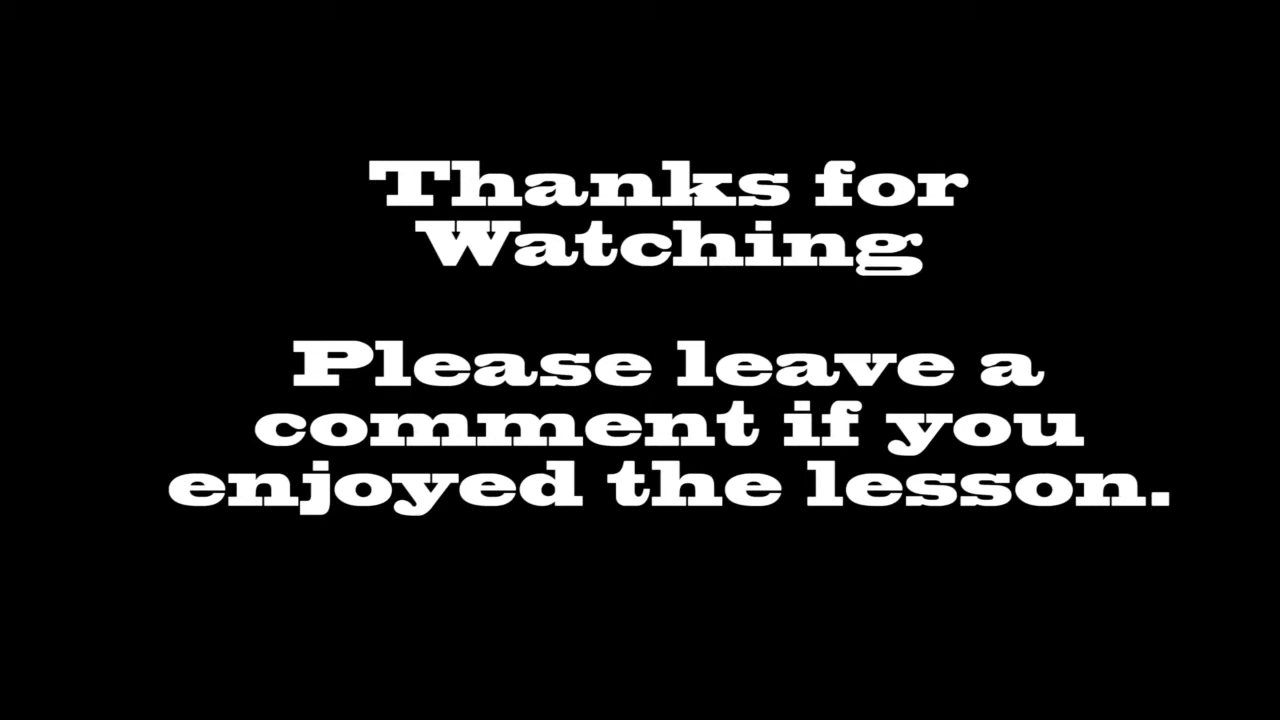 Thanks for
Watching
Please leave a
comment if you
enjoyed the lesson.